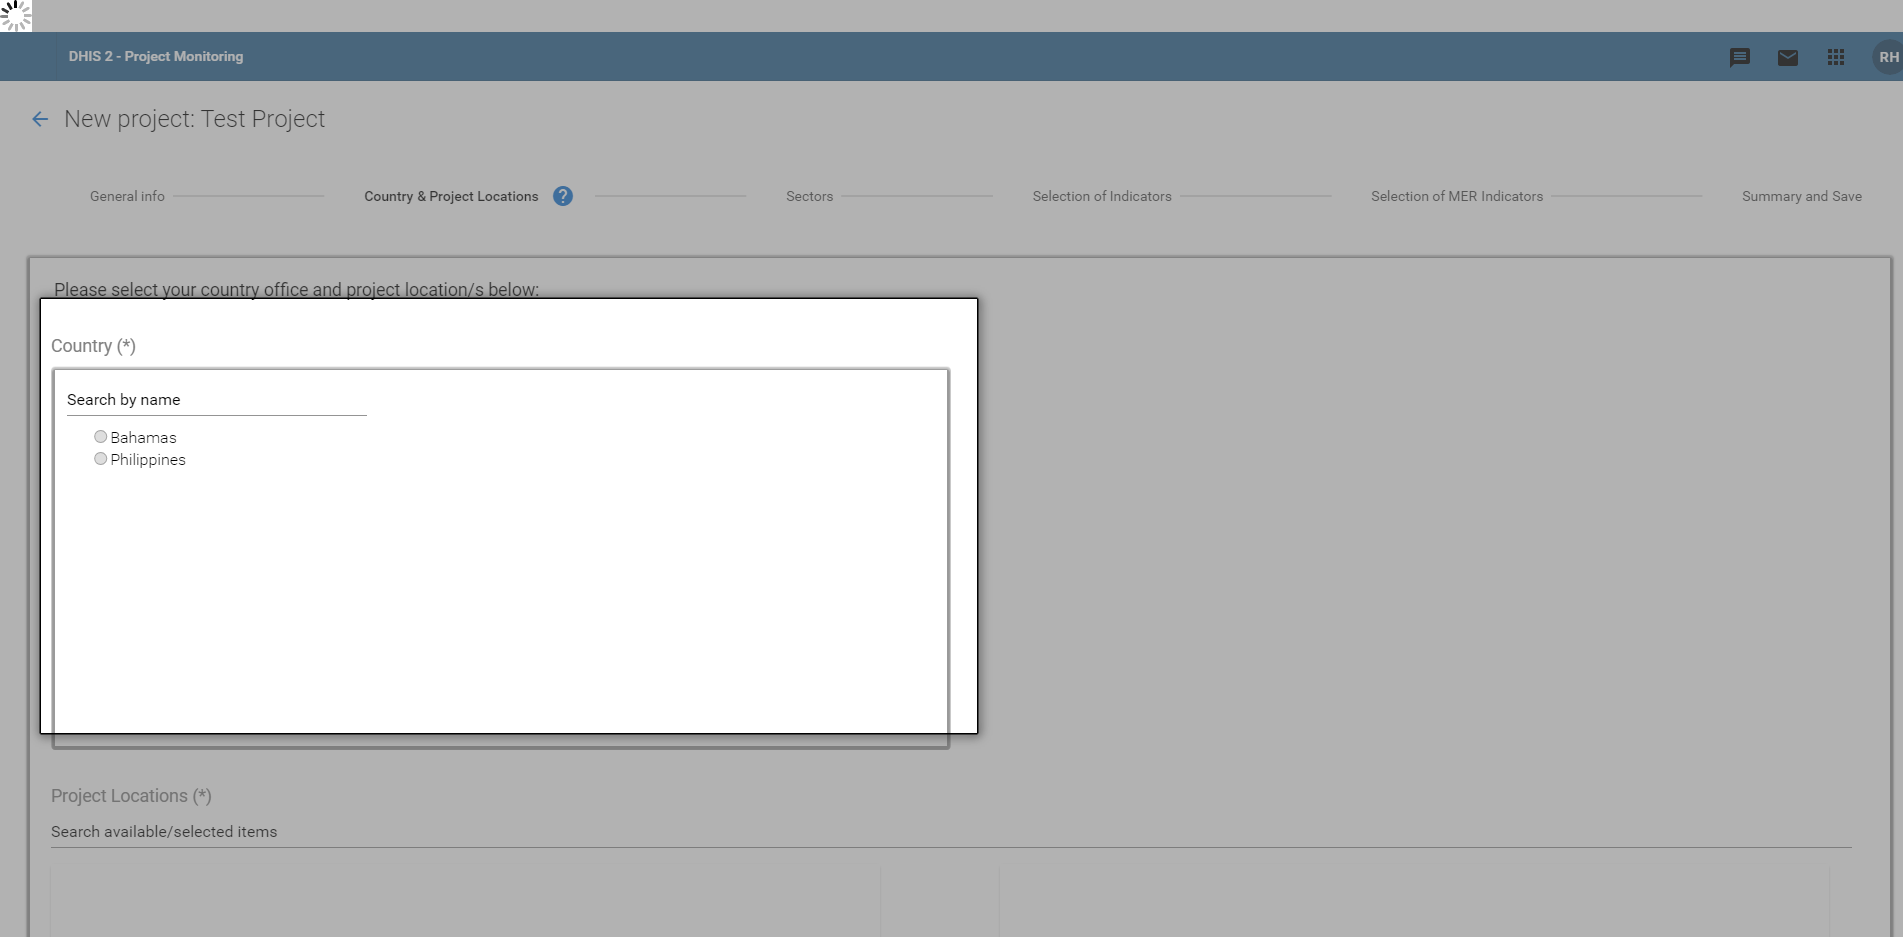 DHIS 2 - Project Monitoring
RH
New project: Test Project
General info
Country & Project Locations
?
Sectors
Selection of Indicators
Selection of MER Indicators
Summary and Save
Please select your country office and project location/s below:
Country (*)
Search by name
Bahamas
Philippines
Project Locations (*)
Search available/selected items